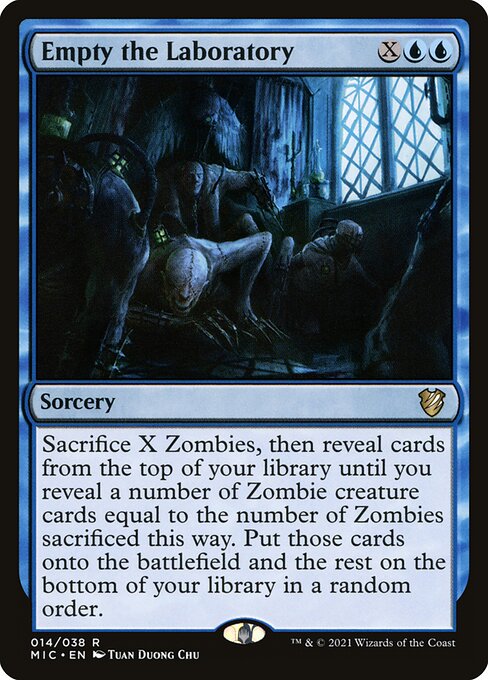 Empty the Laboratory X
Sorcery
Sacrifice X Zombies, then reveal cards
from the top of your library until you
reveal a number of Zombie creature
cards equal to the number of Zombies
sacrificed this way. Put those cards
onto the battlefield and the rest on the
bottom of your library in a random
order.
014/038 R
MIC • EN Tuan Duong Chu
™ & © 2021 Wizards of the Coast